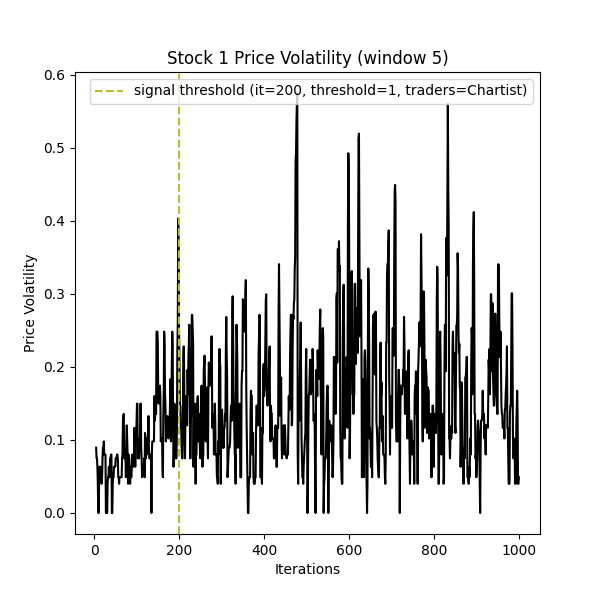 Stock 1 Price Volatility (window 5)
signal threshold (it=200, threshold=1, traders=Chartist)
Price Volatility
0.6
0.5
0.4
0.3
0.2
0.1
0.0
0 200 400 600 800 1000
Iterations